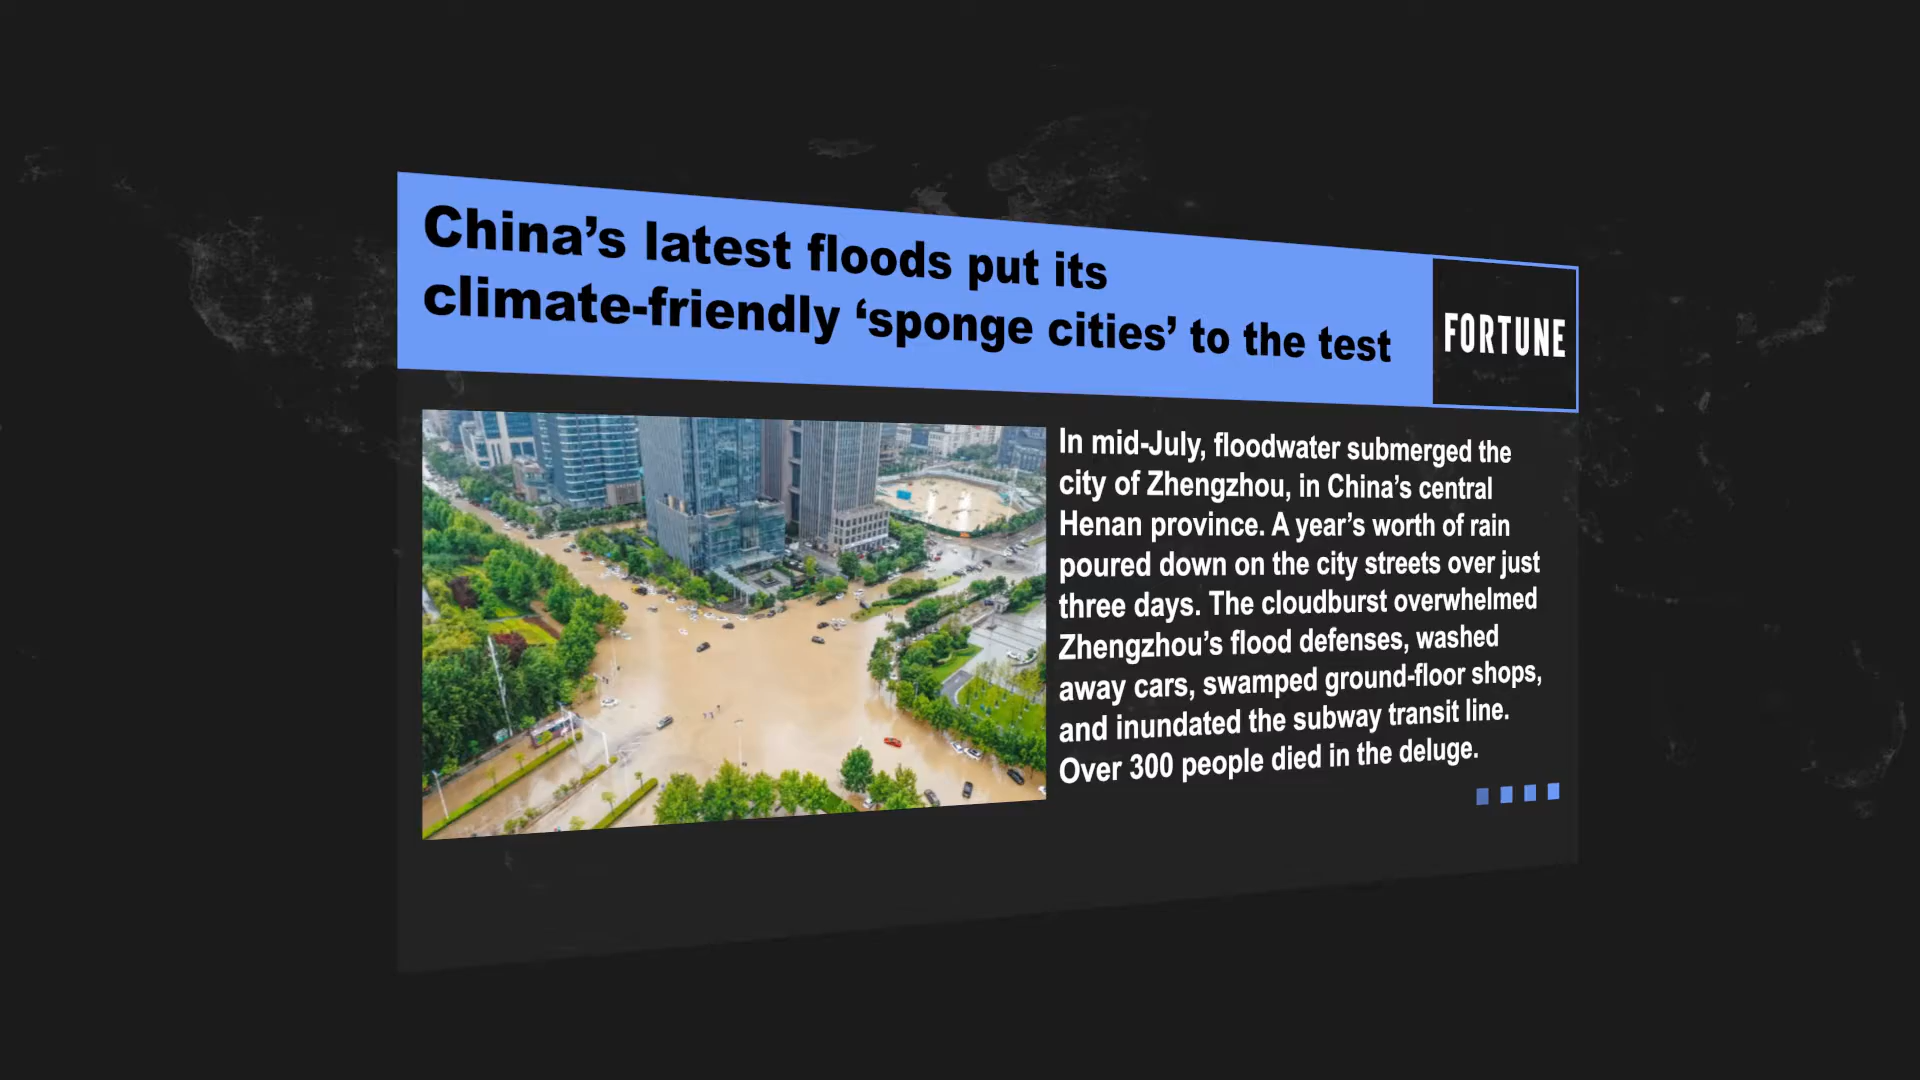 China’s latest floods put its
climate-friendly ‘sponge cities’ to the test
FORTUNE
In mid-July, floodwater submerged the
city of Zhengzhou, in China’s central
Henan province. A year’s worth of rain
poured down on the city streets over just
three days. The cloudburst overwhelmed
Zhengzhou’s flood defenses, washed
away cars, swamped ground-floor shops,
and inundated the subway transit line.
Over 300 people died in the deluge.